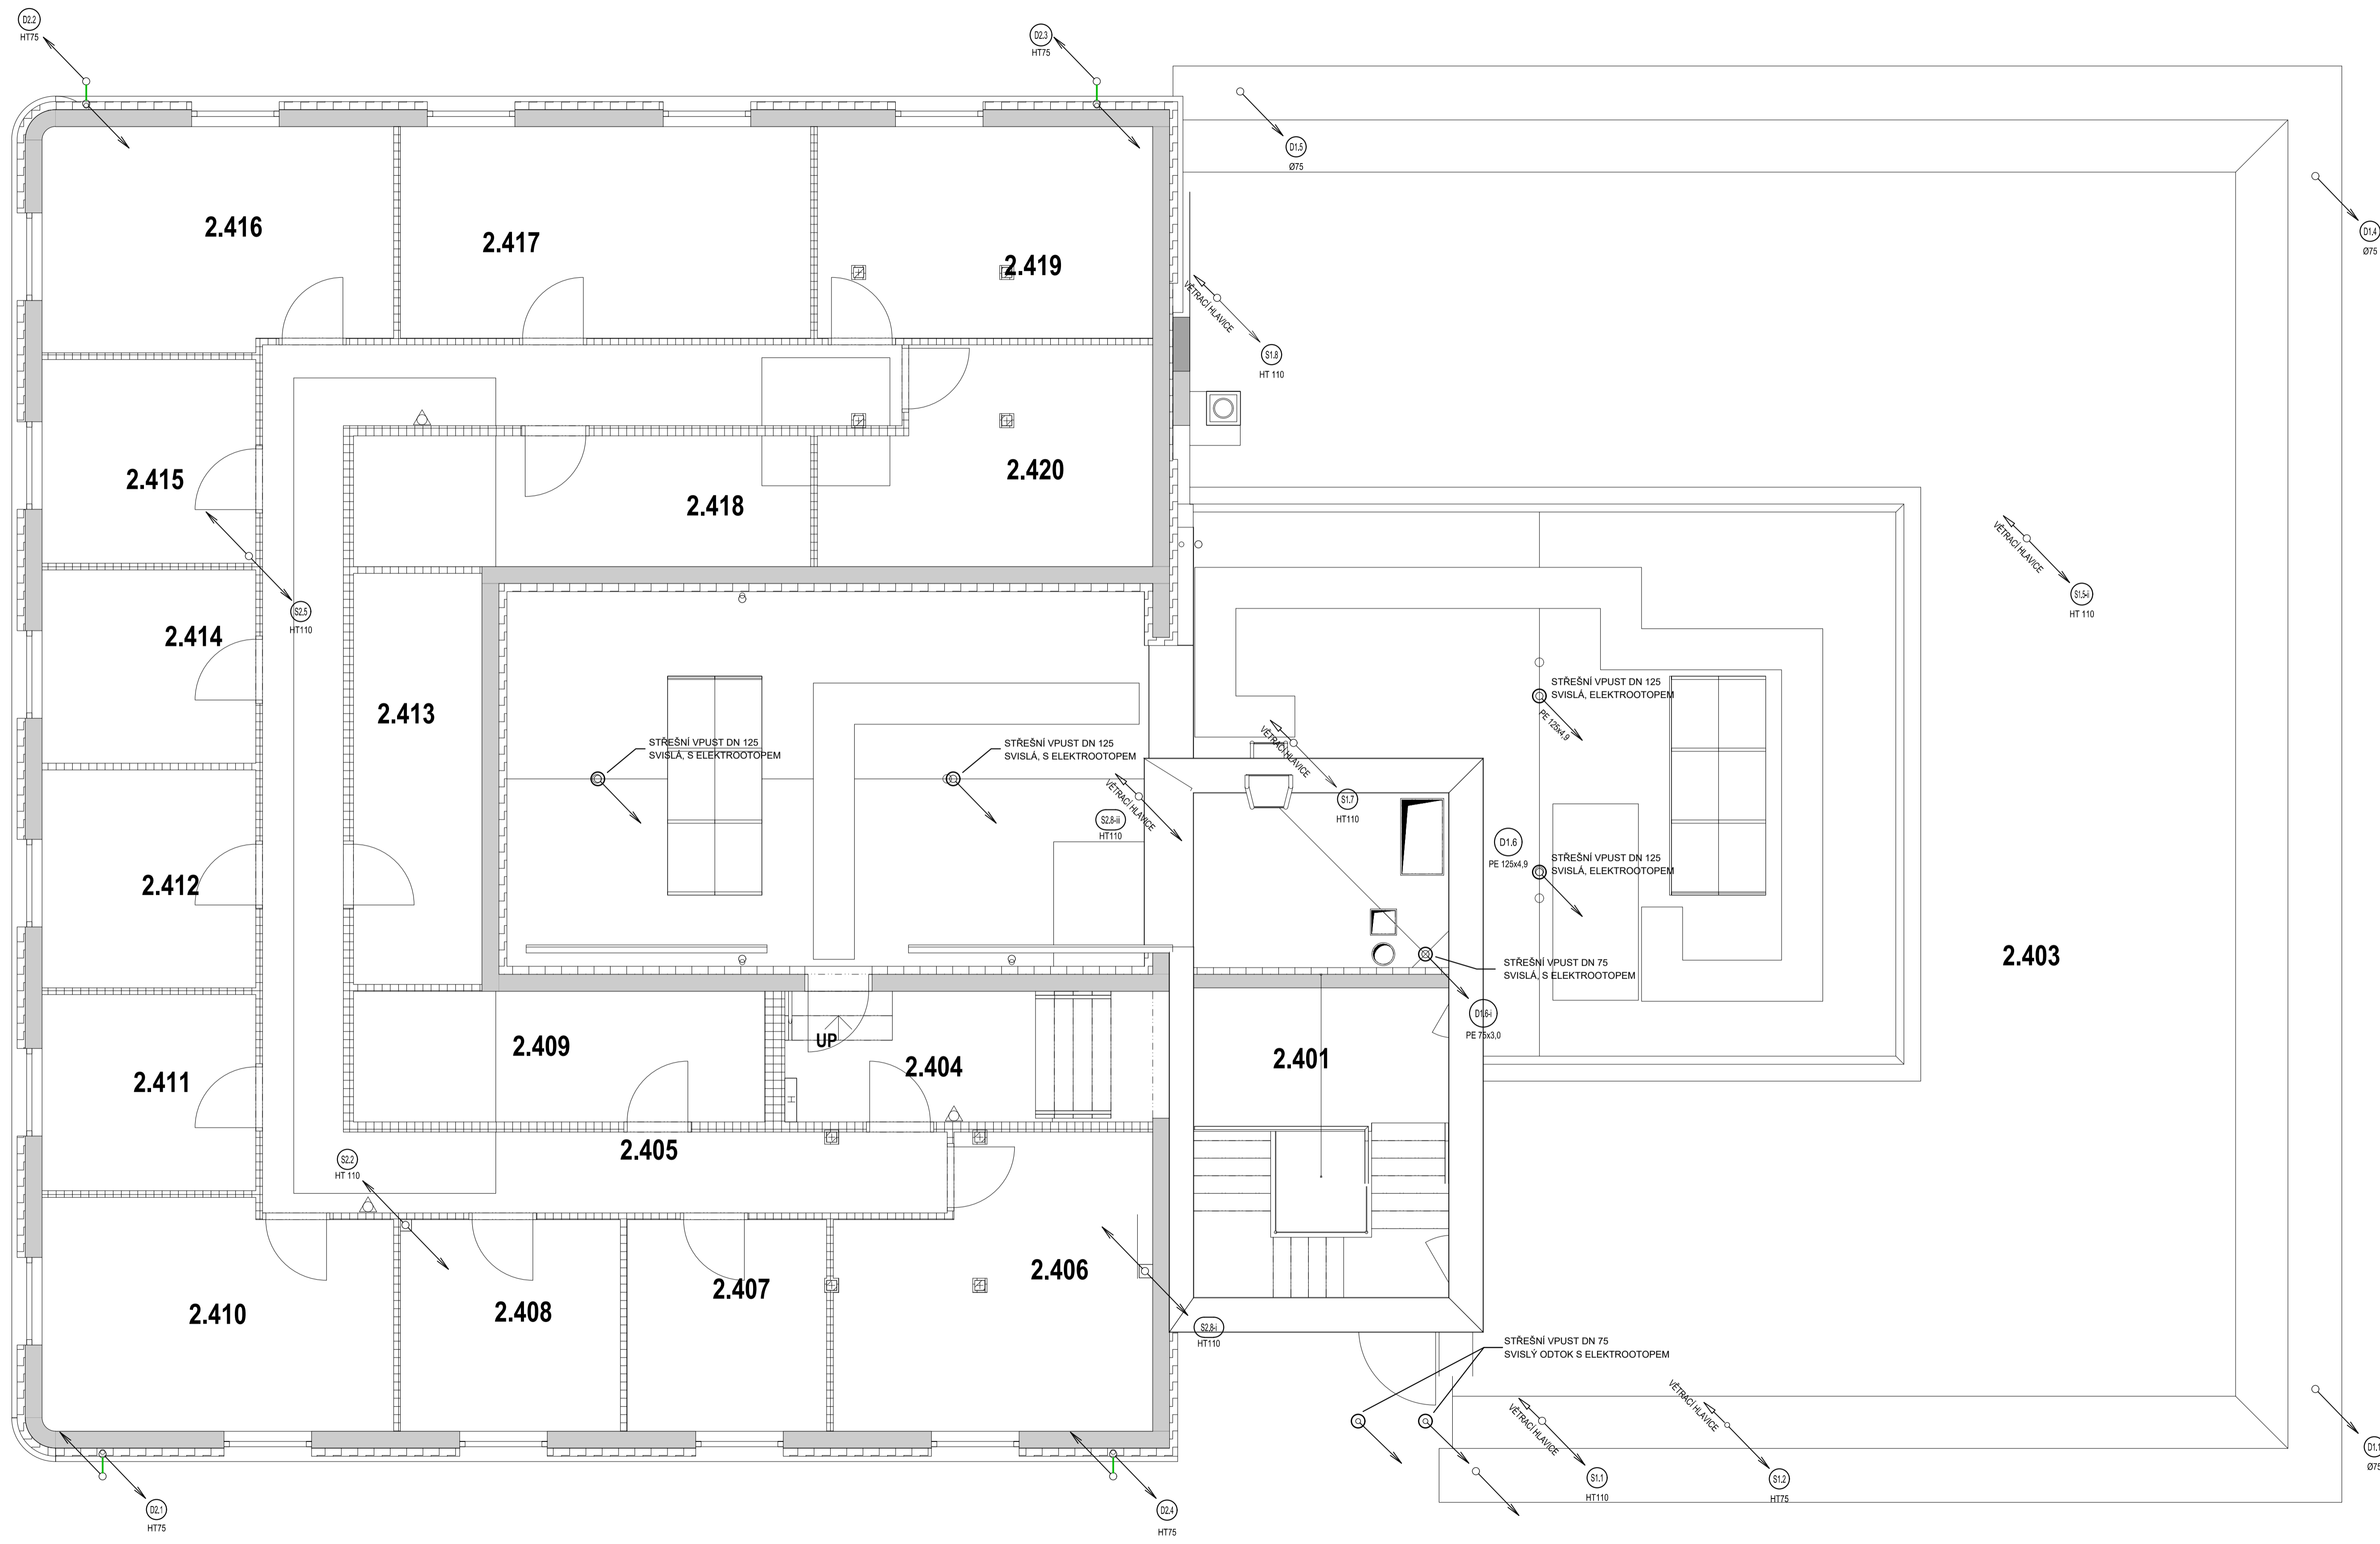 D2.2
HT75
D2.3
HT75
D1.5
Ø75
D1.4
Ø75
2.416
2.417
2.419
VĚTRACÍ HLAVICE
S1.8
HT 110
2.415
2.418
2.420
VĚTRACÍ HLAVICE
S1.5-i
HT 110
S2.5
HT110
2.414
2.413
STŘEŠNÍ VPUST DN 125
SVISLÁ, S ELEKTROOTOPEM
STŘEŠNÍ VPUST DN 125
SVISLÁ, S ELEKTROOTOPEM
STŘEŠNÍ VPUST DN 125
SVISLÁ, ELEKTROOTOPEM
PE 125x4,9
VĚTRACÍ HLAVICE
S1.7
HT110
VĚTRACÍ HLAVICE
S2.8-iii
HT110
D1.6
PE 125x4,9
STŘEŠNÍ VPUST DN 125
SVISLÁ, ELEKTROOTOPEM
2.412
2.403
STŘEŠNÍ VPUST DN 75
SVISLÁ, S ELEKTROOTOPEM
D1.6-i
PE 75x3,0
2.409
UP
2.404
2.401
2.411
H
2.405
S2.2
HT 110
2.406
2.407
2.408
2.410
S2.8-i
HT110
STŘEŠNÍ VPUST DN 75
SVISLÝ ODTOK S ELEKTROOTOPEM
VĚTRACÍ HLAVICE
S1.1
HT110
VĚTRACÍ HLAVICE
S1.2
HT75
D1.1
Ø75
D2.1
HT75
D2.4
HT75